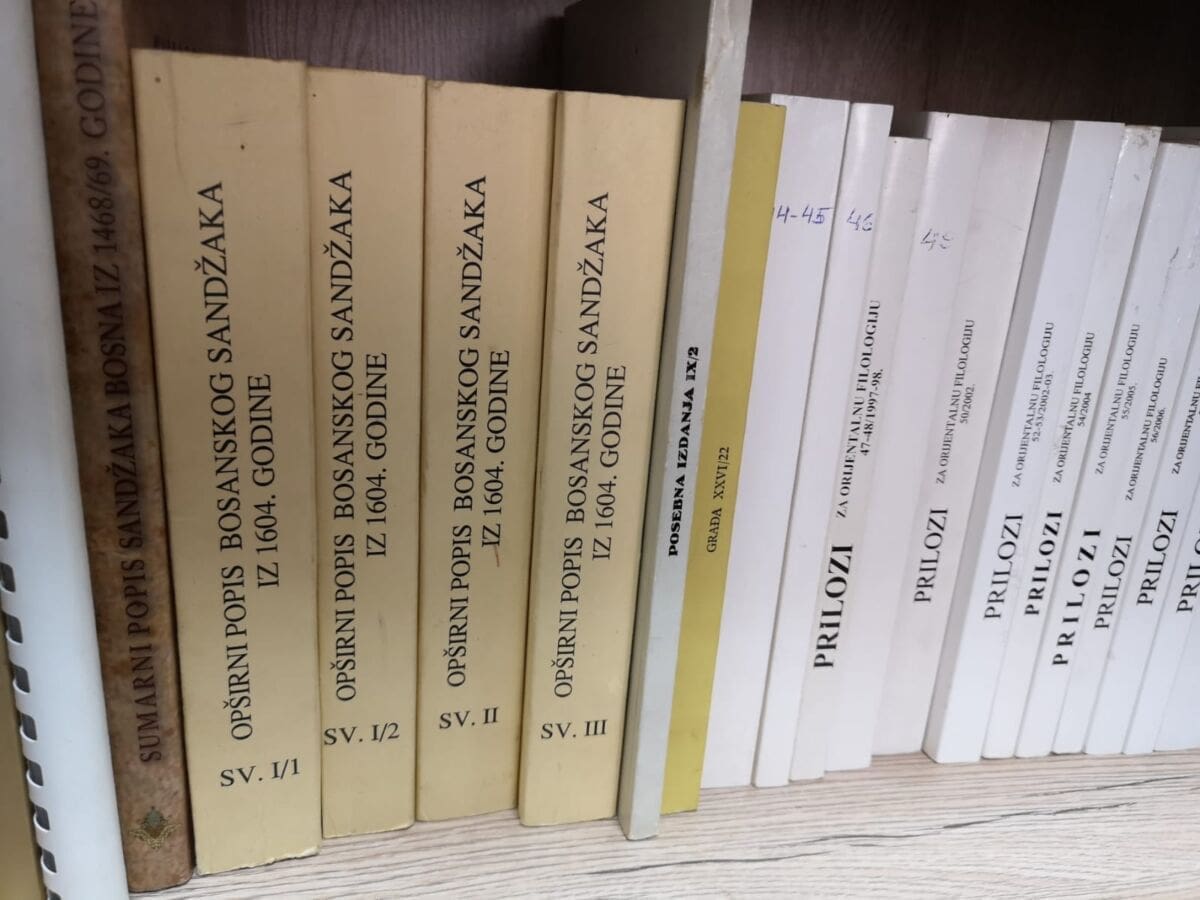 SUMARNI POPIS SANDŽAKA BOSNA IZ 1468/69. GODINE
OPŠIRNI POPIS BOSANSKOG SANDŽAKA
IZ 1604. GODINE
SV. I/1
OPŠIRNI POPIS BOSANSKOG SANDŽAKA
IZ 1604. GODINE
SV. I/2
OPŠIRNI POPIS BOSANSKOG SANDŽAKA
IZ 1604. GODINE
SV. II
OPŠIRNI POPIS BOSANSKOG SANDŽAKA
IZ 1604. GODINE
SV. III
POSEBNA IZDANJA IX/2
GRAĐA XXVI/22
4-45
46
PRILOZI ZA ORIJENTALNU FILOLOGIJU
47-48/1997-98.
49
PRILOZI ZA ORIJENTALNU FILOLOGIJU
50/2002.
PRILOZI ZA ORIJENTALNU FILOLOGIJU
52-53/2002-03.
PRILOZI ZA ORIJENTALNU FILOLOGIJU
54/2004
PRILOZI ZA ORIJENTALNU FILOLOGIJU
55/2005.
PRILOZI ZA ORIJENTALNU FILOLOGIJU
56/2006.
PRILOZI ZA ORIJENTALNU